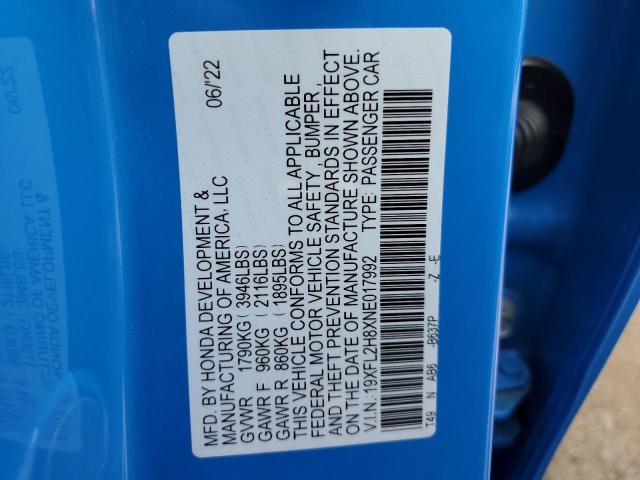 MFD. BY HONDA DEVELOPMENT & 06/'22
MANUFACTURING OF AMERICA, LLC
GVWR 1790KG (3946LBS)
GAWR F 960KG (2116LBS)
GAWR R 860KG (1896LBS)
THIS VEHICLE CONFORMS TO ALL APPLICABLE
FEDERAL MOTOR VEHICLE SAFETY, BUMPER,
AND THEFT PREVENTION STANDARDS IN EFFECT
ON THE DATE OF MANUFACTURE SHOWN ABOVE.
V.I.N.:19XFL2H8XNE017992 TYPE: PASSENGER CAR
T49 N AB6 -B637P -Z -E